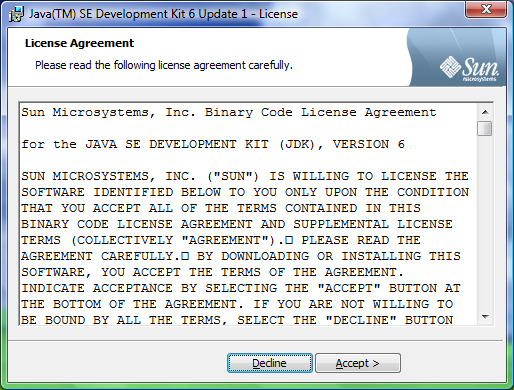 Java(TM) SE Development Kit 6 Update 1 - License
License Agreement
Please read the following license agreement carefully.
Sun
microsystems
Sun Microsystems, Inc. Binary Code License Agreement
for the JAVA SE DEVELOPMENT KIT (JDK), VERSION 6
SUN MICROSYSTEMS, INC. ("SUN") IS WILLING TO LICENSE THE
SOFTWARE IDENTIFIED BELOW TO YOU ONLY UPON THE CONDITION
THAT YOU ACCEPT ALL OF THE TERMS CONTAINED IN THIS
BINARY CODE LICENSE AGREEMENT AND SUPPLEMENTAL LICENSE
TERMS (COLLECTIVELY "AGREEMENT").▯ PLEASE READ THE
AGREEMENT CAREFULLY.▯ BY DOWNLOADING OR INSTALLING THIS
SOFTWARE, YOU ACCEPT THE TERMS OF THE AGREEMENT.
INDICATE ACCEPTANCE BY SELECTING THE "ACCEPT" BUTTON AT
THE BOTTOM OF THE AGREEMENT. IF YOU ARE NOT WILLING TO
BE BOUND BY ALL THE TERMS, SELECT THE "DECLINE" BUTTON
Decline
Accept >